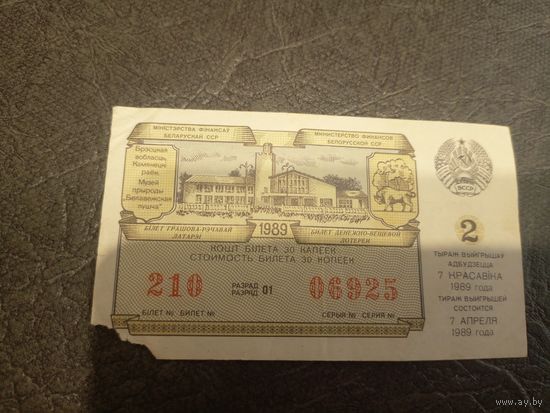 МІНІСТЭРСТВА ФІНАНСАЎ
БЕЛАРУСКАЙ ССР
МИНИСТЕРСТВО ФИНАНСОВ
БЕЛОРУССКОЙ ССР
Брэсцкая
вобласць,
Камянецкі
раён.
Музей
прыроды
"Белавежская
пушча"
БССР
БІЛЕТ ГРАШОВА-РЭЧАВАЙ
ЛАТАРЭІ
1989
БИЛЕТ ДЕНЕЖНО-ВЕЩЕВОЙ
ЛОТЕРЕИ
КОШТ БІЛЕТА 30 КАПЕЕК
СТОИМОСТЬ БИЛЕТА 30 КОПЕЕК
210
РАЗРАД
РАЗРЯД 01
06925
БІЛЕТ № БИЛЕТ №
СЕРЫЯ № СЕРИЯ №
2
ТЫРАЖ ВЫЙГРЫШАЎ
АДБУДЗЕЦЦА
7 КРАСАВІКА
1989 года
ТИРАЖ ВЫИГРЫШЕЙ
СОСТОИТСЯ
7 АПРЕЛЯ
1989 года
www.ay.by